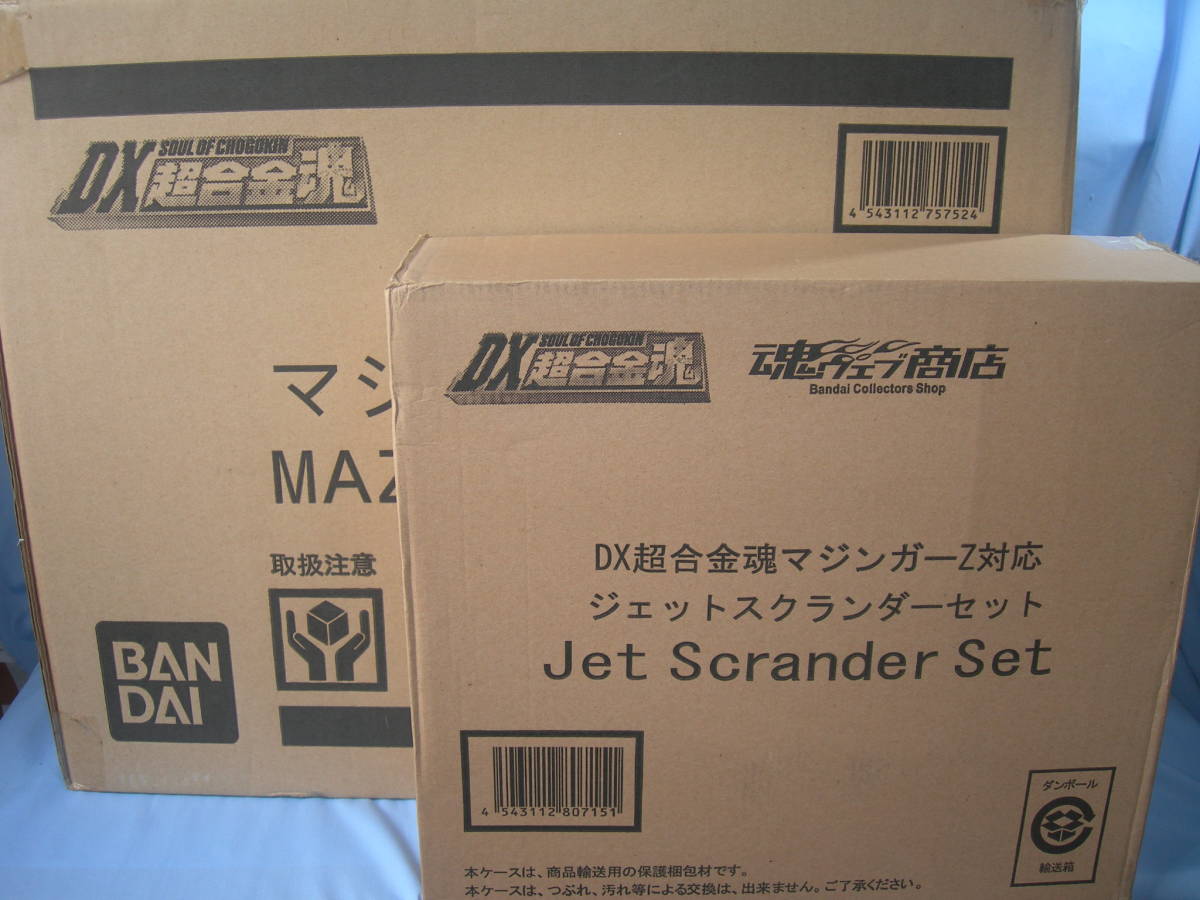 DX SOUL OF CHOGOKIN
超合金魂
4 543112 757524
マジ
MAZ
取扱注意
BAN
DAI
DX SOUL OF CHOGOKIN
超合金魂
魂ウェブ商店
Bandai Collectors Shop
DX超合金魂マジンガーZ対応
ジェットスクランダーセット
Jet Scrander Set
4 543112 807151
ダンボール
輸送箱
本ケースは、商品輸送用の保護梱包材です。
本ケースは、つぶれ、汚れ等による交換は、出来ません。ご了承ください。